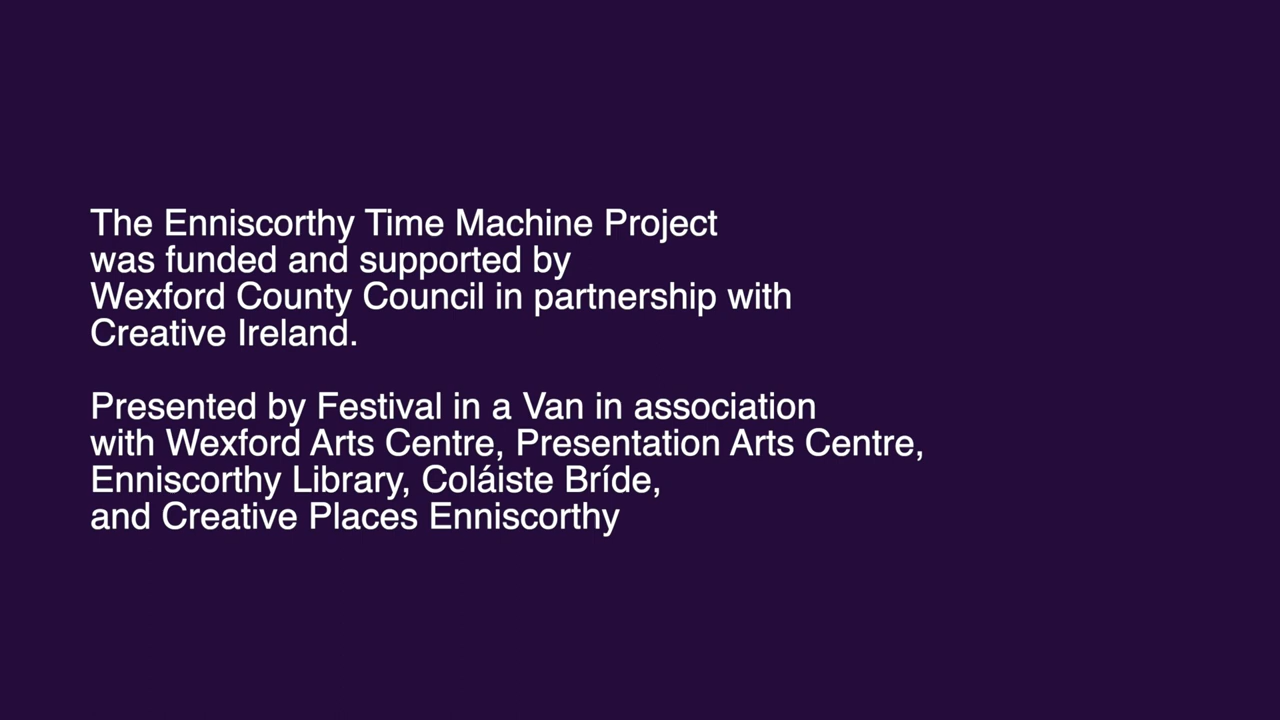 The Enniscorthy Time Machine Project
was funded and supported by
Wexford County Council in partnership with
Creative Ireland.
Presented by Festival in a Van in association
with Wexford Arts Centre, Presentation Arts Centre,
Enniscorthy Library, Coláiste Bríde,
and Creative Places Enniscorthy